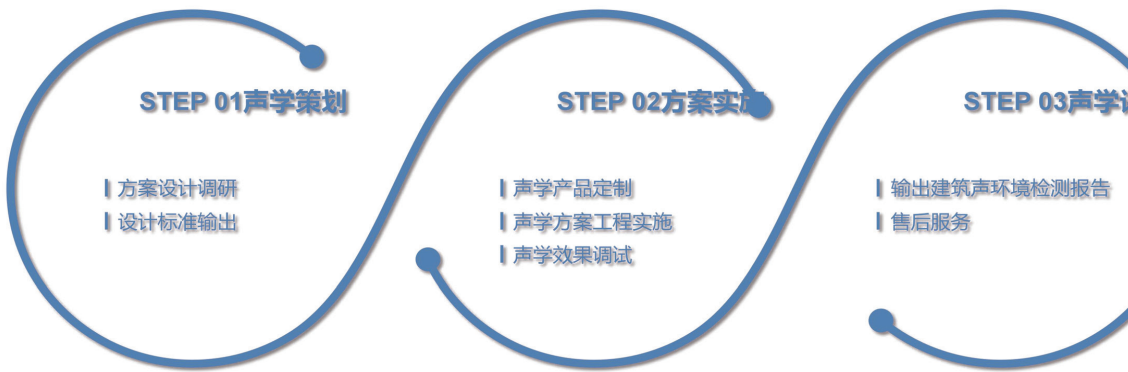 STEP 01声学策划
方案设计调研
设计标准输出
STEP 02方案实施
声学产品定制
声学方案工程实施
声学效果调试
STEP 03声学
输出建筑声环境检测报告
售后服务